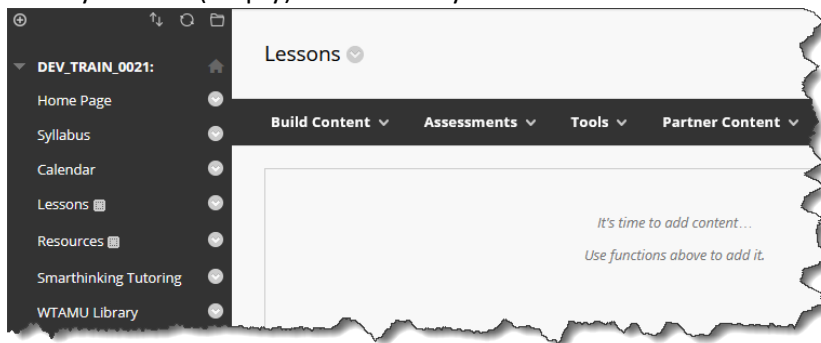 DEV_TRAIN_0021:
Home Page
Syllabus
Calendar
Lessons
Resources
Smarthinking Tutoring
WTAMU Library
Lessons
Build Content
Assessments
Tools
Partner Content
It's time to add content...
Use functions above to add it.